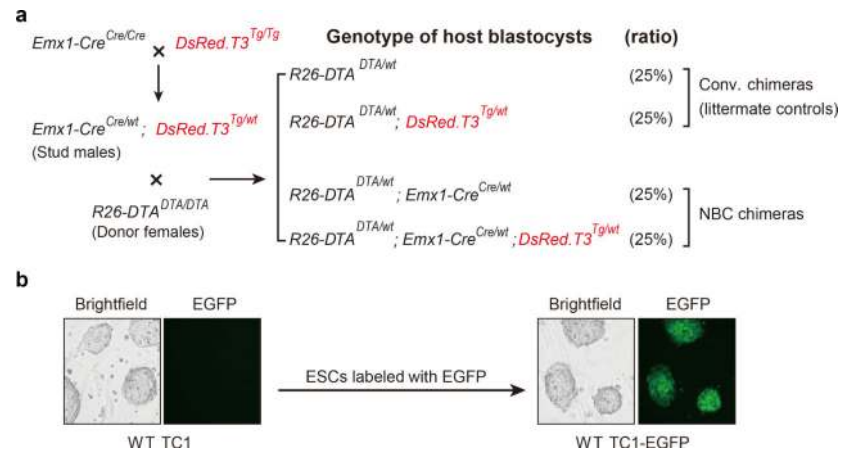 a
Emx1-Cre Cre/Cre × DsRed.T3 Tg/Tg
Emx1-Cre Cre/wt ; DsRed.T3 Tg/wt
(Stud males)
×
R26-DTA DTA/DTA
(Donor females)
Genotype of host blastocysts (ratio)
R26-DTA DTA/wt (25%)
R26-DTA DTA/wt ; DsRed.T3 Tg/wt (25%)
Conv. chimeras
(littermate controls)
R26-DTA DTA/wt ; Emx1-Cre Cre/wt (25%)
R26-DTA DTA/wt ; Emx1-Cre Cre/wt ; DsRed.T3 Tg/wt (25%)
NBC chimeras
b
Brightfield EGFP
WT TC1
ESCs labeled with EGFP
Brightfield EGFP
WT TC1-EGFP